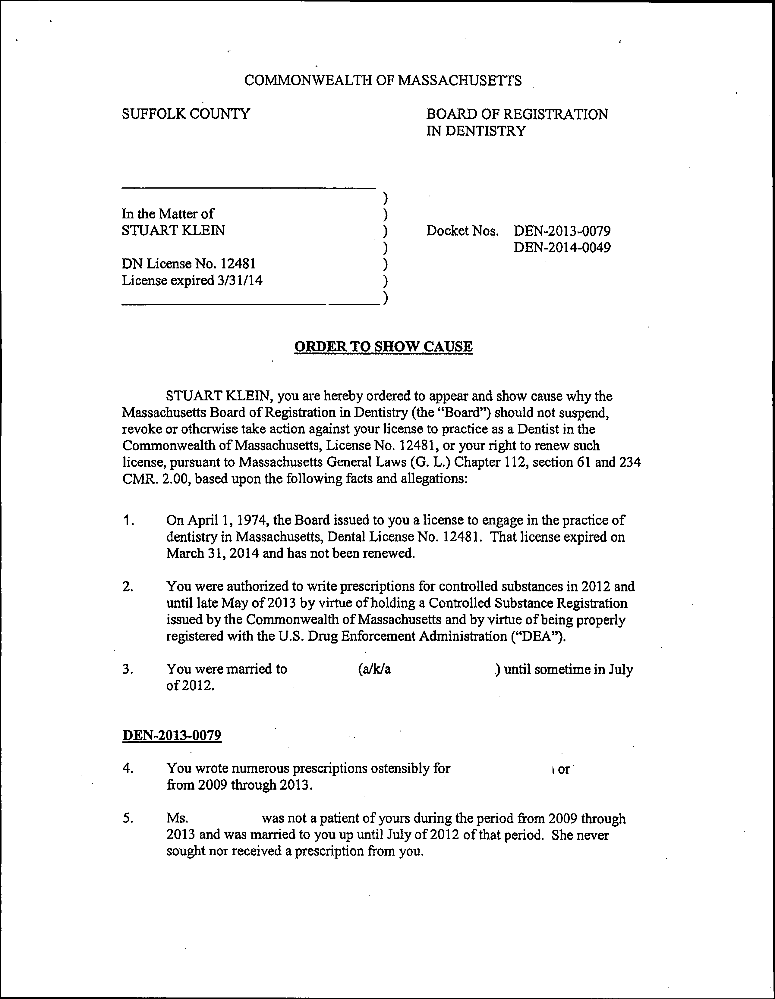 COMMONWEALTH OF MASSACHUSETTS
SUFFOLK COUNTY
BOARD OF REGISTRATION
IN DENTISTRY
)
In the Matter of )
STUART KLEIN ) Docket Nos. DEN-2013-0079
) DEN-2014-0049
DN License No. 12481 )
License expired 3/31/14 )
)
ORDER TO SHOW CAUSE
STUART KLEIN, you are hereby ordered to appear and show cause why the
Massachusetts Board of Registration in Dentistry (the “Board”) should not suspend,
revoke or otherwise take action against your license to practice as a Dentist in the
Commonwealth of Massachusetts, License No. 12481, or your right to renew such
license, pursuant to Massachusetts General Laws (G. L.) Chapter 112, section 61 and 234
CMR. 2.00, based upon the following facts and allegations:
1. On April 1, 1974, the Board issued to you a license to engage in the practice of
dentistry in Massachusetts, Dental License No. 12481. That license expired on
March 31, 2014 and has not been renewed.
2. You were authorized to write prescriptions for controlled substances in 2012 and
until late May of 2013 by virtue of holding a Controlled Substance Registration
issued by the Commonwealth of Massachusetts and by virtue of being properly
registered with the U.S. Drug Enforcement Administration (“DEA”).
3. You were married to (a/k/a ) until sometime in July
of 2012.
DEN-2013-0079
4. You wrote numerous prescriptions ostensibly for or
from 2009 through 2013.
5. Ms. was not a patient of yours during the period from 2009 through
2013 and was married to you up until July of 2012 of that period. She never
sought nor received a prescription from you.